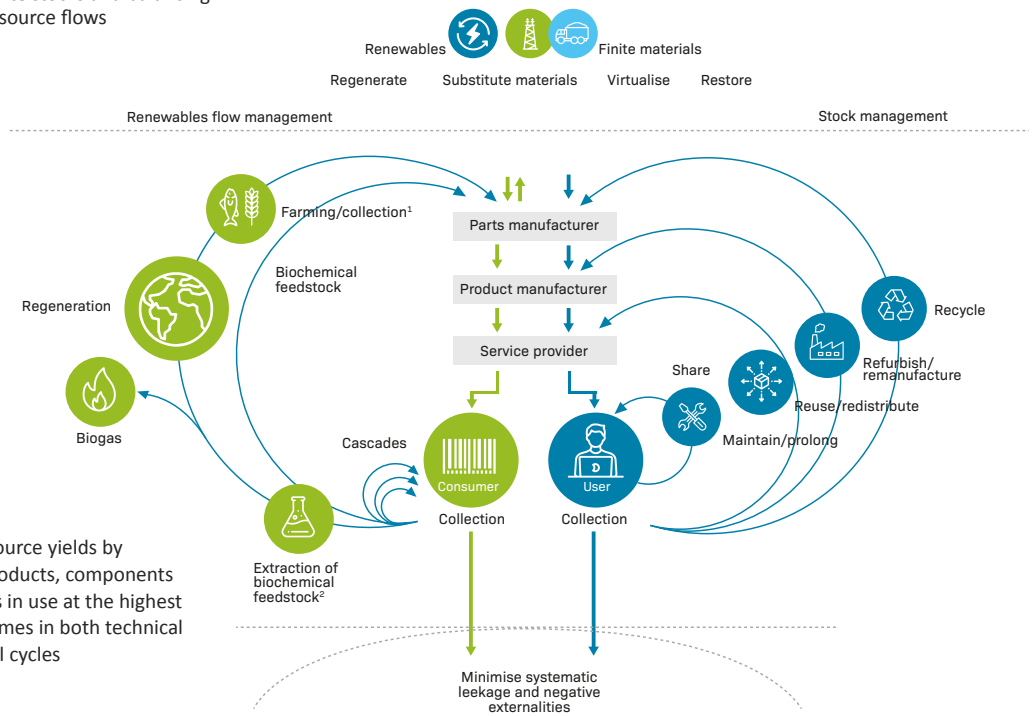 source flows
Renewables
Finite materials
Regenerate
Substitute materials
Virtualise
Restore
Renewables flow management
Stock management
Farming/collection¹
Parts manufacturer
Biochemical
feedstock
Product manufacturer
Regeneration
Recycle
Service provider
Share
Refurbish/
remanufacture
Reuse/redistribute
Biogas
Cascades
Maintain/prolong
Consumer
User
D
Collection
Collection
Extraction of
biochemical
feedstock²
ource yields by
oducts, components
s in use at the highest
mes in both technical
l cycles
Minimise systematic
leakage and negative
externalities